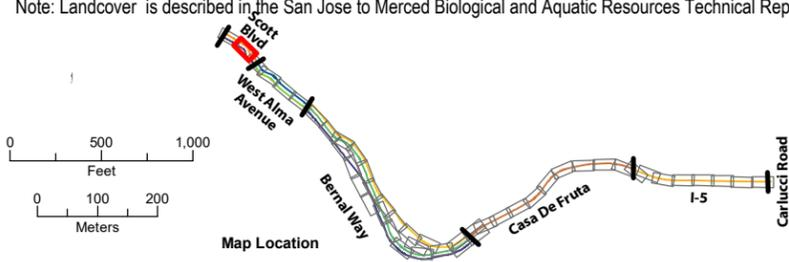 Note: Landcover is described in the San Jose to Merced Biological and Aquatic Resources Technical Rep
Scott
Blvd
West Alma
Avenue
0 500 1,000
Feet
0 100 200
Meters
Bernal Way
Map Location
Casa De Fruta
I-5
Carlucci Road